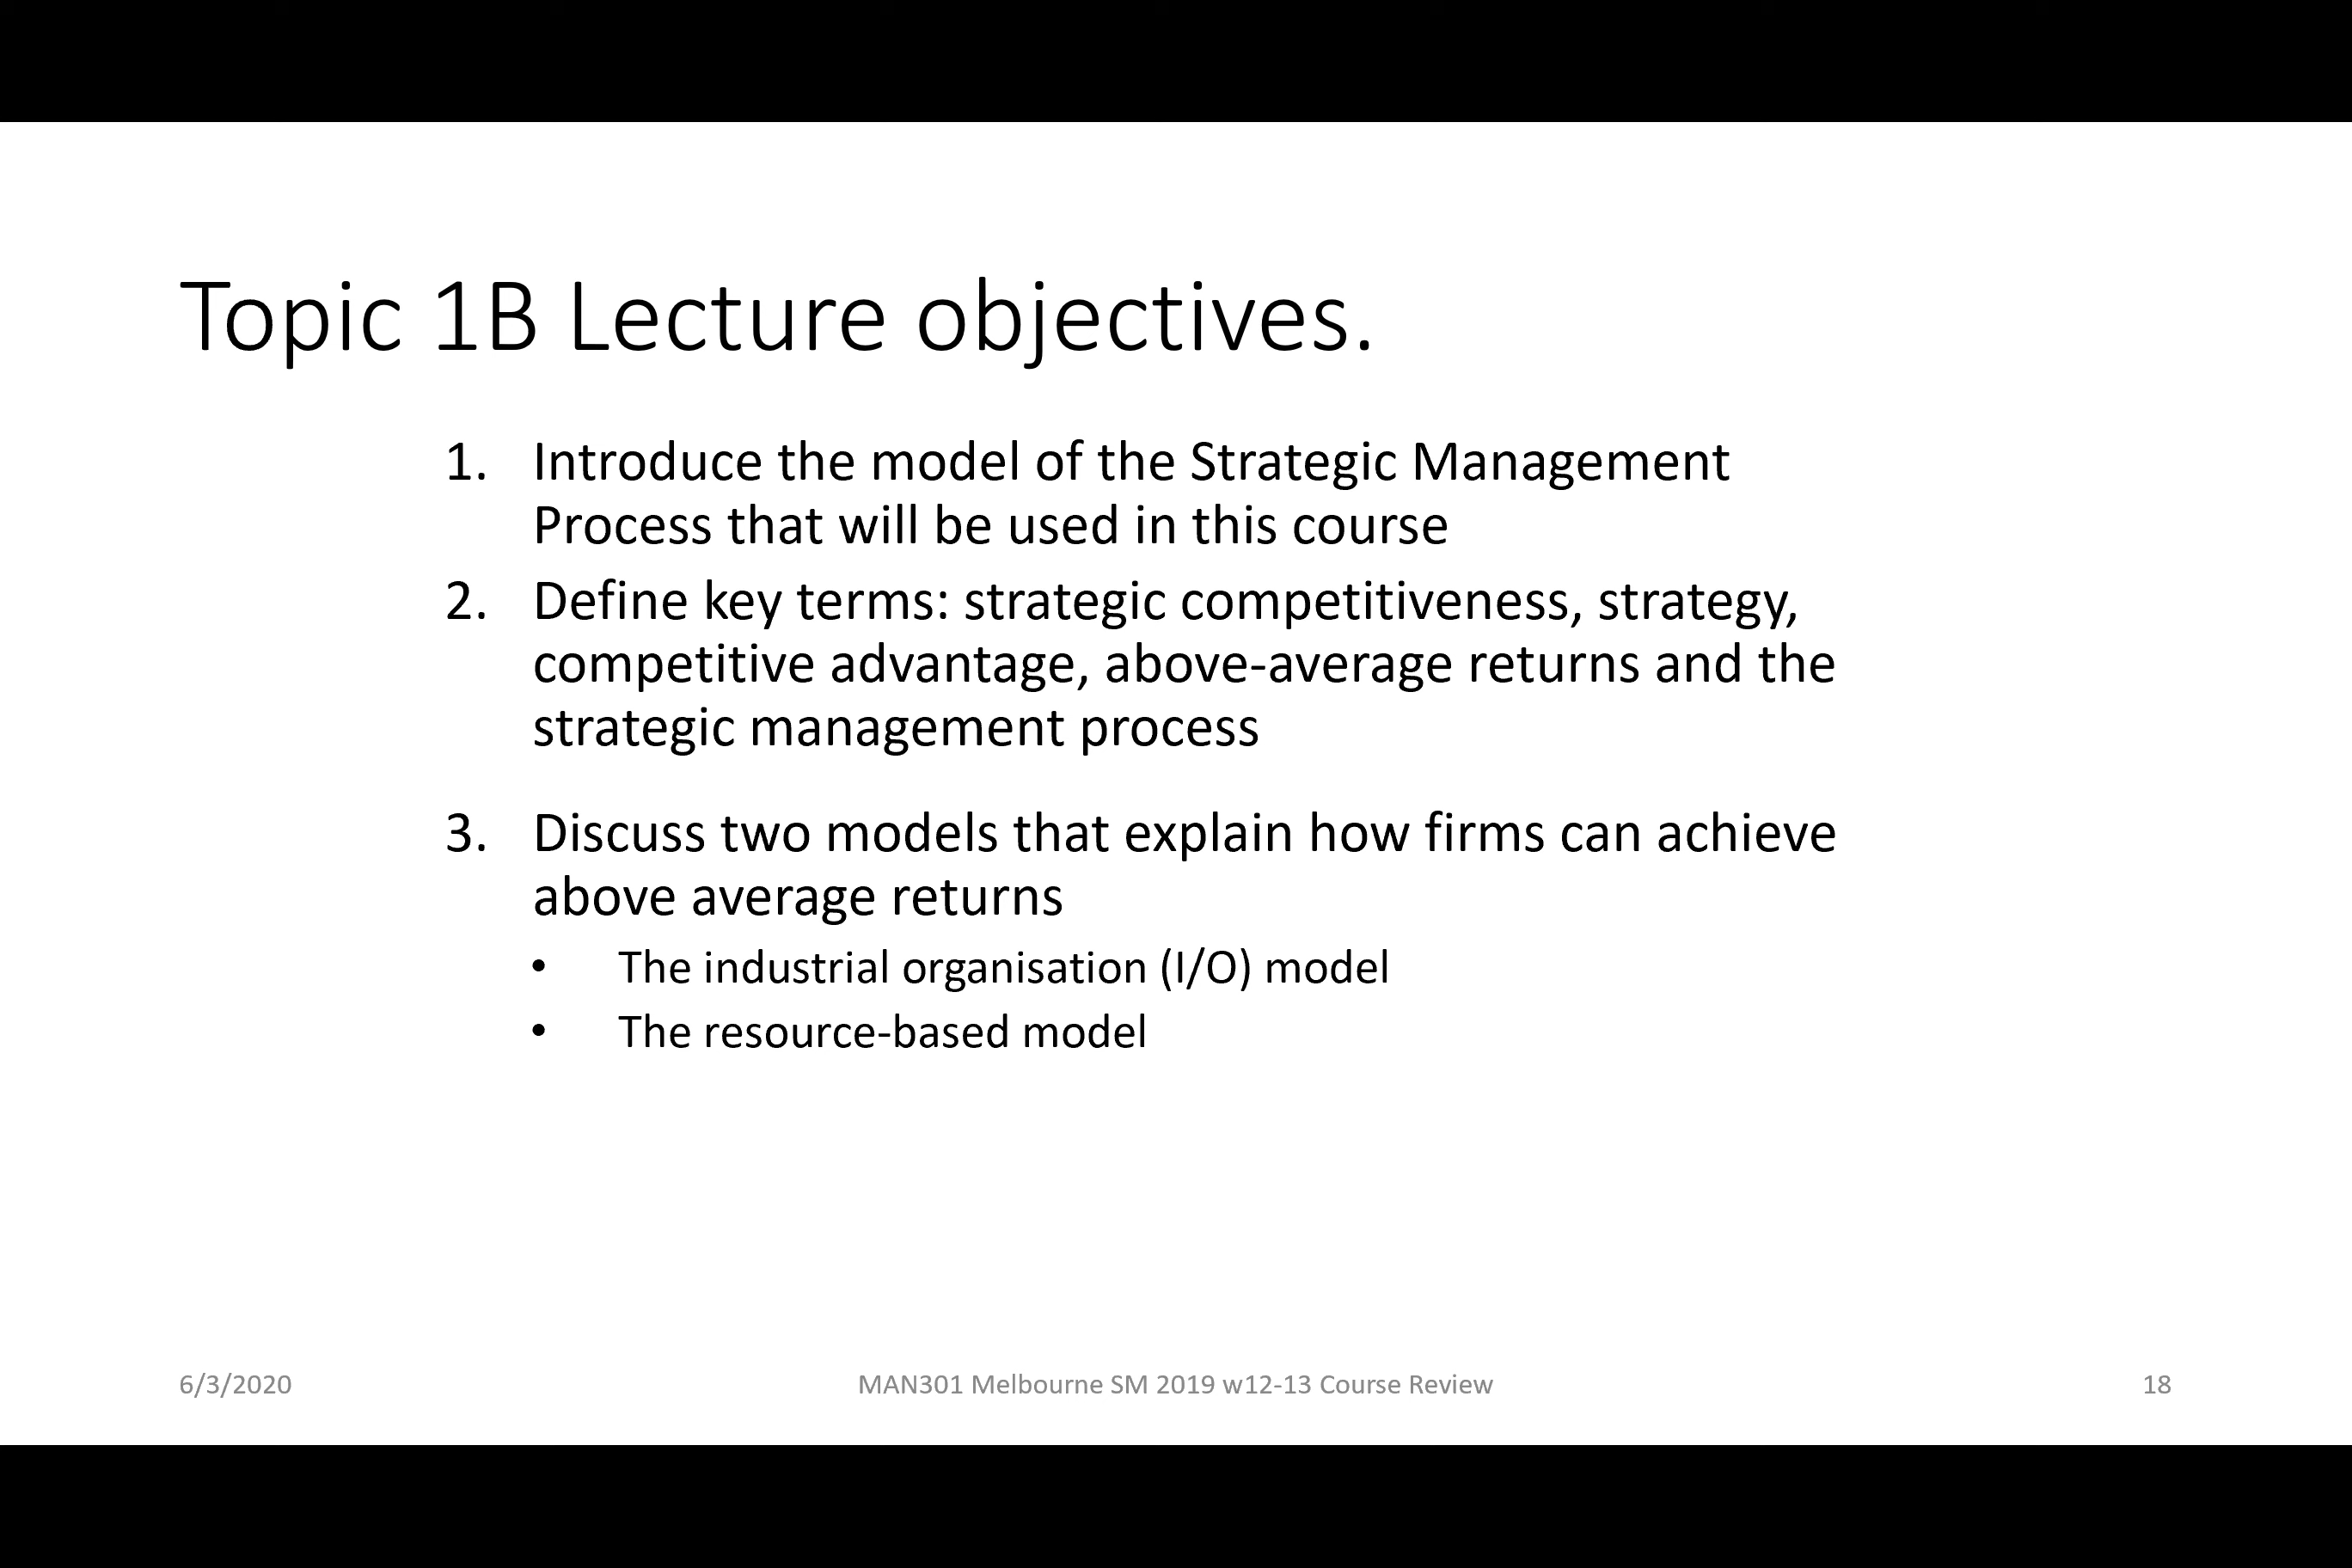 Topic 1B Lecture objectives.
1. Introduce the model of the Strategic Management
Process that will be used in this course
2. Define key terms: strategic competitiveness, strategy,
competitive advantage, above-average returns and the
strategic management process
3. Discuss two models that explain how firms can achieve
above average returns
• The industrial organisation (I/O) model
• The resource-based model
6/3/2020
MAN301 Melbourne SM 2019 w12-13 Course Review
18